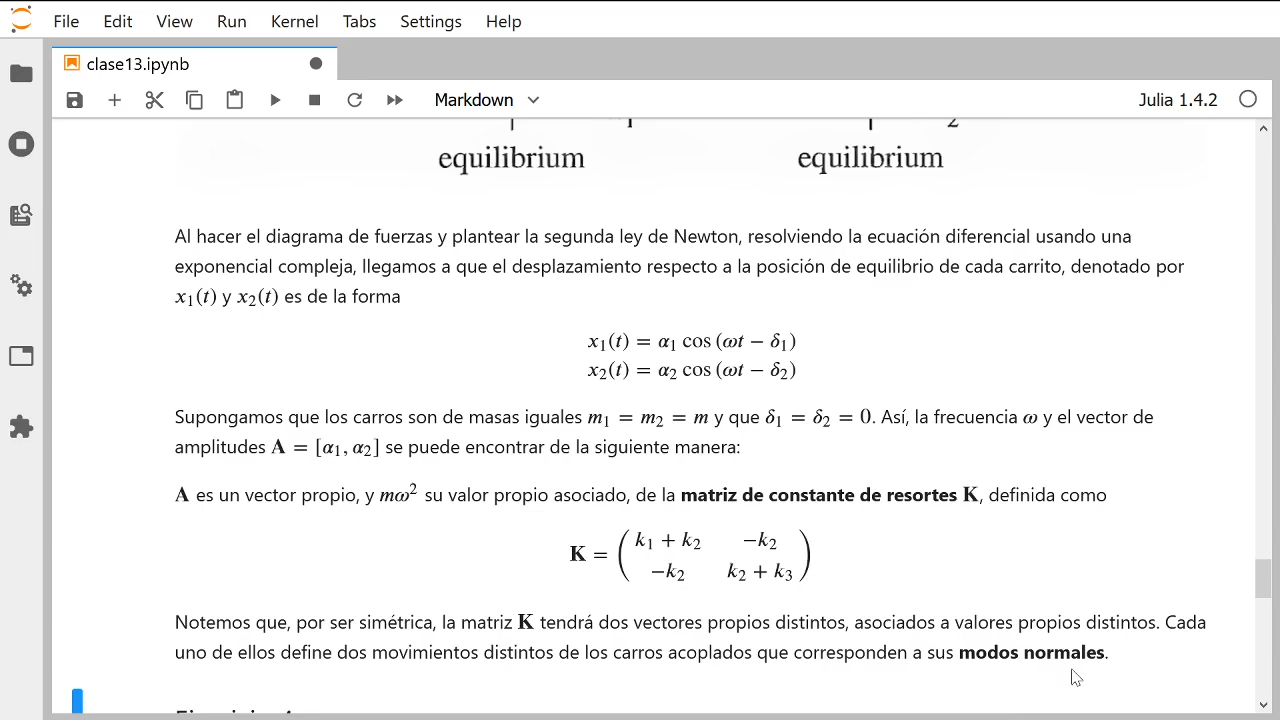 File Edit View Run Kernel Tabs Settings Help
clase13.ipynb
Markdown
Julia 1.4.2
equilibrium equilibrium
Al hacer el diagrama de fuerzas y plantear la segunda ley de Newton, resolviendo la ecuación diferencial usando una
exponencial compleja, llegamos a que el desplazamiento respecto a la posición de equilibrio de cada carrito, denotado por
x₁(t) y x₂(t) es de la forma
x₁(t) = α₁ cos (ωt − δ₁)
x₂(t) = α₂ cos (ωt − δ₂)
Supongamos que los carros son de masas iguales m₁ = m₂ = m y que δ₁ = δ₂ = 0. Así, la frecuencia ω y el vector de
amplitudes A = [α₁, α₂] se puede encontrar de la siguiente manera:
A es un vector propio, y mω² su valor propio asociado, de la matriz de constante de resortes K, definida como
K = ( k₁ + k₂ −k₂
−k₂ k₂ + k₃ )
Notemos que, por ser simétrica, la matriz K tendrá dos vectores propios distintos, asociados a valores propios distintos. Cada
uno de ellos define dos movimientos distintos de los carros acoplados que corresponden a sus modos normales.